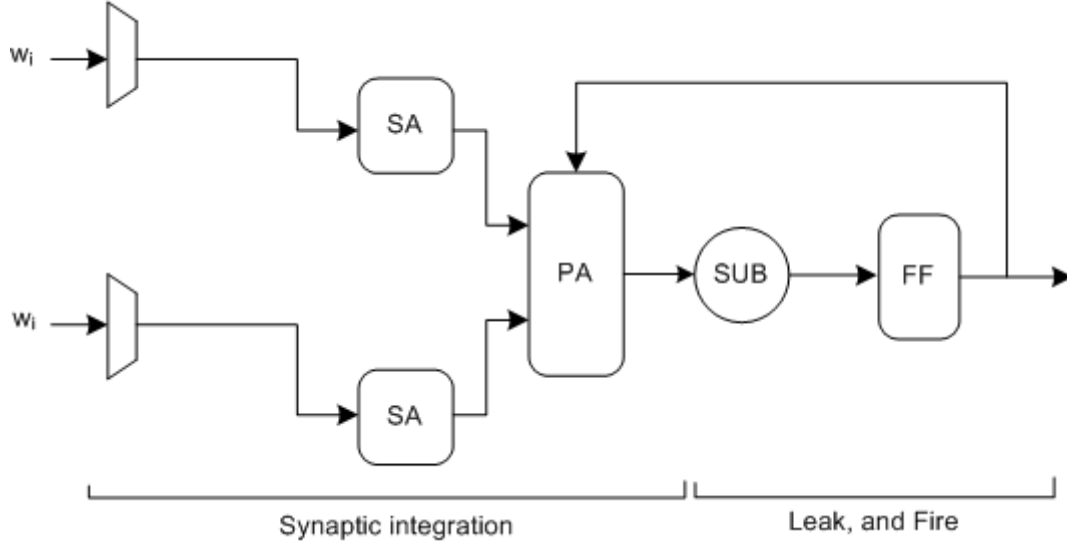 wi
SA
PA
SUB
FF
wi
SA
Synaptic integration
Leak, and Fire